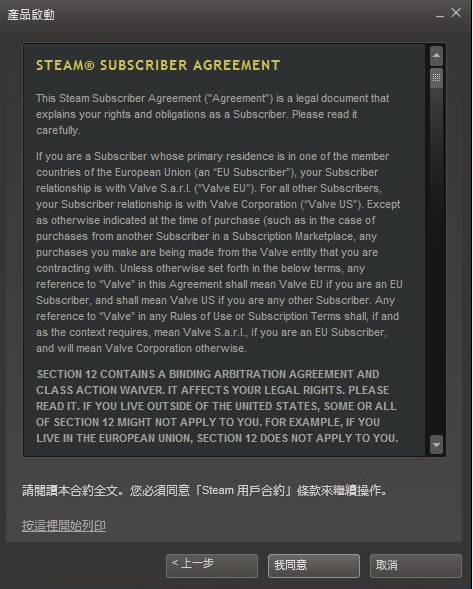 產品啟動
STEAM® SUBSCRIBER AGREEMENT
This Steam Subscriber Agreement ("Agreement") is a legal document that
explains your rights and obligations as a Subscriber. Please read it
carefully.
If you are a Subscriber whose primary residence is in one of the member
countries of the European Union (an “EU Subscriber”), your Subscriber
relationship is with Valve S.a.r.l. (“Valve EU”). For all other Subscribers,
your Subscriber relationship is with Valve Corporation (“Valve US”). Except
as otherwise indicated at the time of purchase (such as in the case of
purchases from another Subscriber in a Subscription Marketplace, any
purchases you make are being made from the Valve entity that you are
contracting with. Unless otherwise set forth in the below terms, any
reference to “Valve” in this Agreement shall mean Valve EU if you are an EU
Subscriber, and shall mean Valve US if you are any other Subscriber. Any
reference to “Valve” in any Rules of Use or Subscription Terms shall, if and
as the context requires, mean Valve S.a.r.l., if you are an EU Subscriber,
and will mean Valve Corporation otherwise.
SECTION 12 CONTAINS A BINDING ARBITRATION AGREEMENT AND
CLASS ACTION WAIVER. IT AFFECTS YOUR LEGAL RIGHTS. PLEASE
READ IT. IF YOU LIVE OUTSIDE OF THE UNITED STATES, SOME OR ALL
OF SECTION 12 MIGHT NOT APPLY TO YOU. FOR EXAMPLE, IF YOU
LIVE IN THE EUROPEAN UNION, SECTION 12 DOES NOT APPLY TO YOU.
請閱讀本合約全文。您必須同意「Steam 用戶合約」條款來繼續操作。
按這裡開始列印
< 上一步
我同意
取消